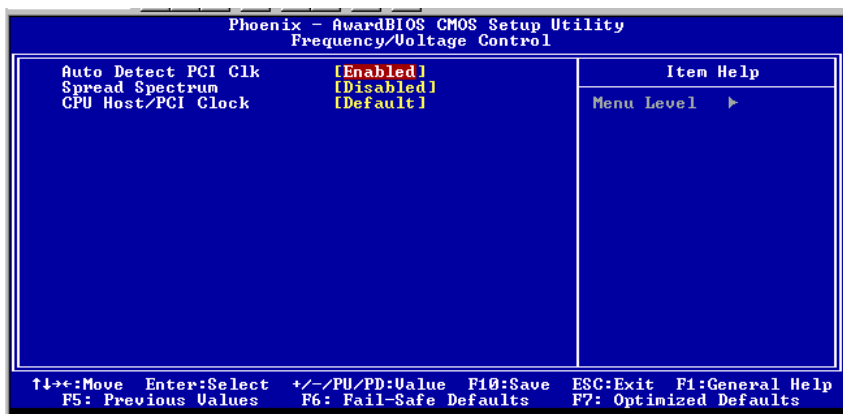 Phoenix - AwardBIOS CMOS Setup Utility
Frequency/Voltage Control
Auto Detect PCI Clk [Enabled]
Spread Spectrum [Disabled]
CPU Host/PCI Clock [Default]
Item Help
Menu Level ►
↑↓→←:Move Enter:Select +/-/PU/PD:Value F10:Save ESC:Exit F1:General Help
F5: Previous Values F6: Fail-Safe Defaults F7: Optimized Defaults